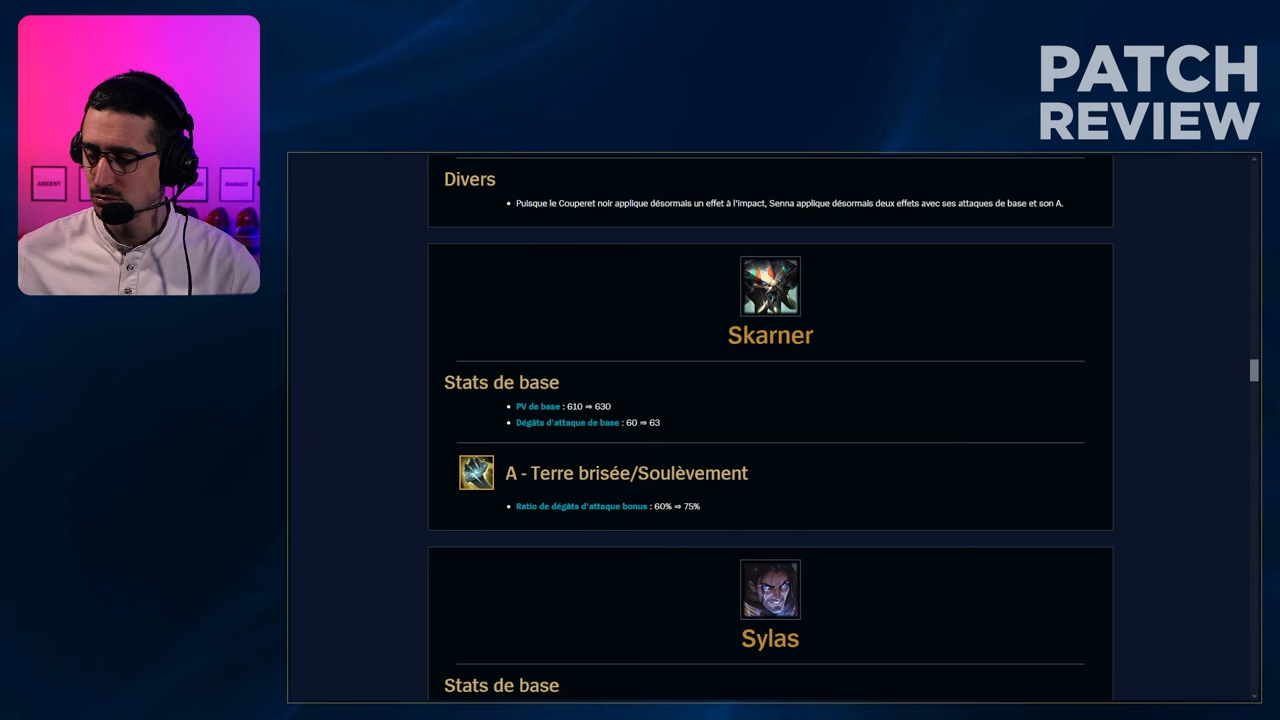 PATCH
REVIEW
ARGENT
Divers
• Puisque le Couperet noir applique désormais un effet à l'impact, Senna applique désormais deux effets avec ses attaques de base et son A.
Skarner
Stats de base
• PV de base : 610 ⇒ 630
• Dégâts d'attaque de base : 60 ⇒ 63
A - Terre brisée/Soulèvement
• Ratio de dégâts d'attaque bonus : 60% ⇒ 75%
Sylas
Stats de base